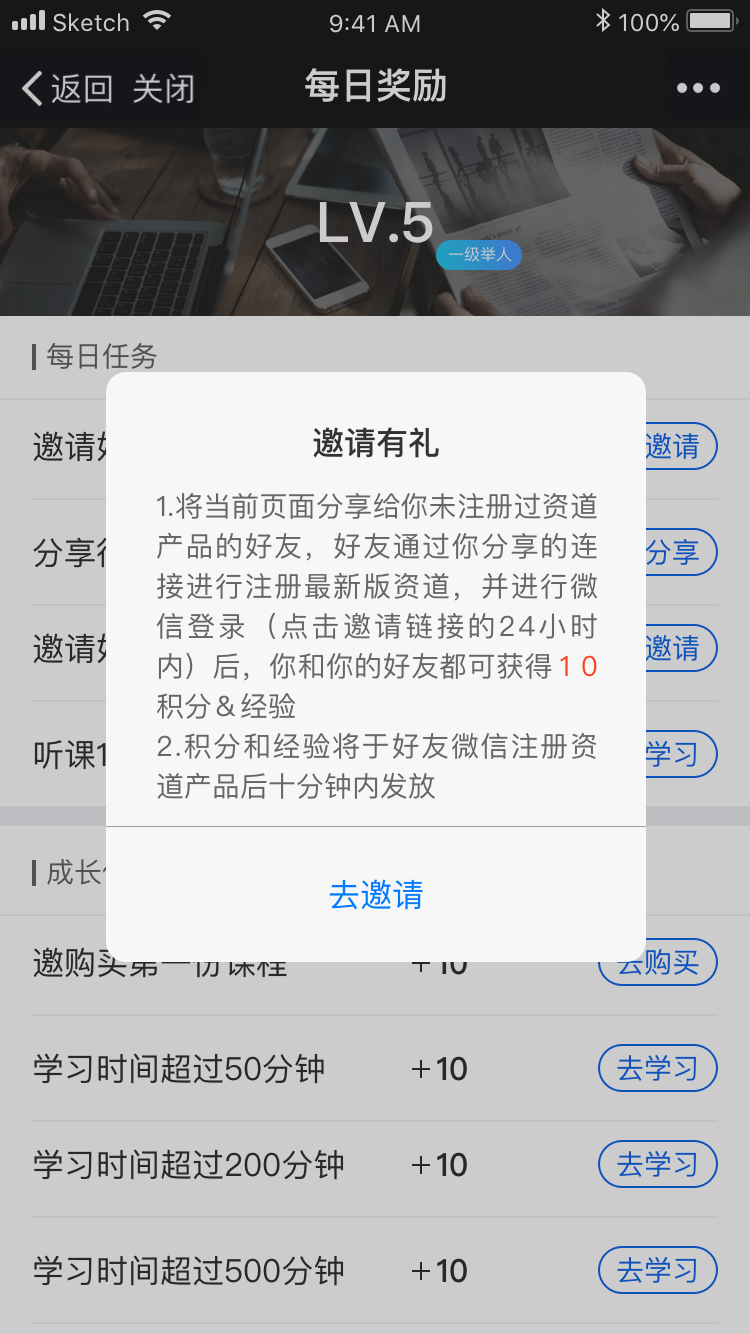 Sketch 9:41 AM 100%
返回 关闭 每日奖励
LV.5
一级举人
每日任务
邀请 邀请
分享 分享
邀请 邀请
听课1 学习
邀请有礼
1.将当前页面分享给你未注册过资道
产品的好友，好友通过你分享的连
接进行注册最新版资道，并进行微
信登录（点击邀请链接的24小时
内）后，你和你的好友都可获得10
积分&经验
2.积分和经验将于好友微信注册资
道产品后十分钟内发放
去邀请
成长
邀购买第一份课程 +10 去购买
学习时间超过50分钟 +10 去学习
学习时间超过200分钟 +10 去学习
学习时间超过500分钟 +10 去学习